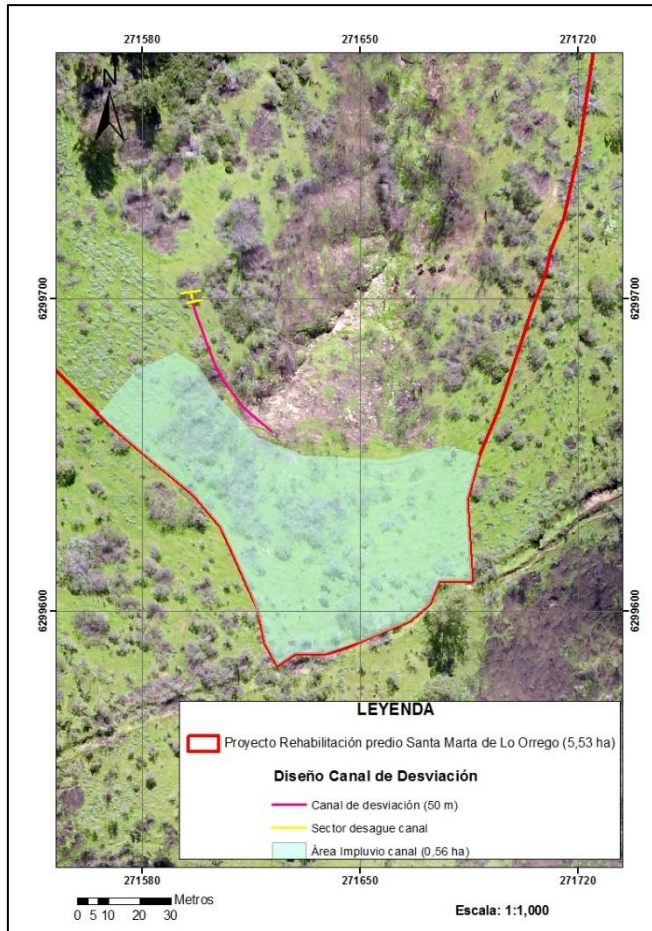 271580 271650 271720
N
6299700 6299700
6299600 6299600
LEYENDA
Proyecto Rehabilitación predio Santa Marta de Lo Orrego (5,53 ha)
Diseño Canal de Desviación
Canal de desviación (50 m)
Sector desague canal
Área Impluvio canal (0,56 ha)
271580 271650 271720
Metros
0 5 10 20 30
Escala: 1:1,000